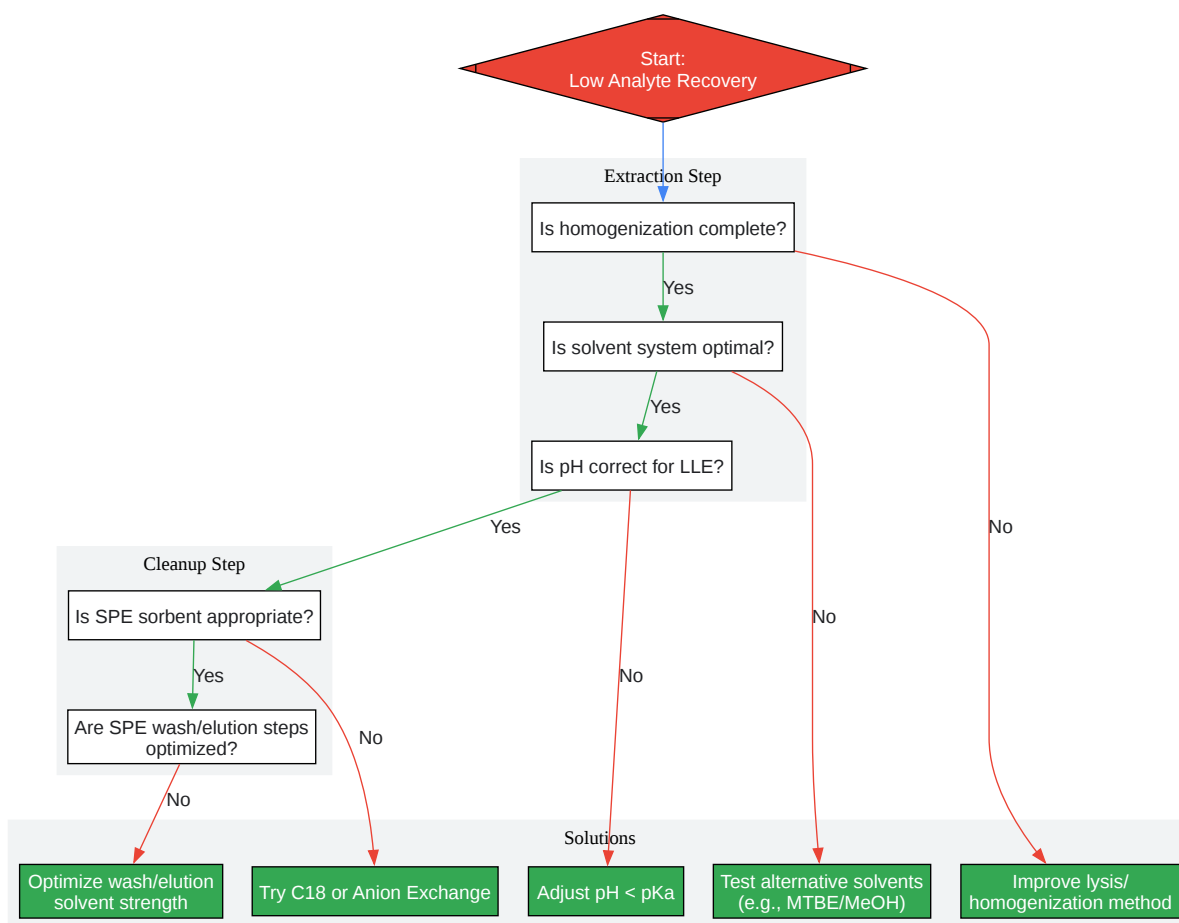 Start:
Low Analyte Recovery
Extraction Step
Is homogenization complete?
Yes
Is solvent system optimal?
Yes
Is pH correct for LLE?
Yes
No
Cleanup Step
Is SPE sorbent appropriate?
No
Yes
No
Are SPE wash/elution steps
optimized?
No
No
Solutions
Optimize wash/elution
solvent strength
Try C18 or Anion Exchange
Adjust pH < pKa
Test alternative solvents
(e.g., MTBE/MeOH)
Improve lysis/
homogenization method